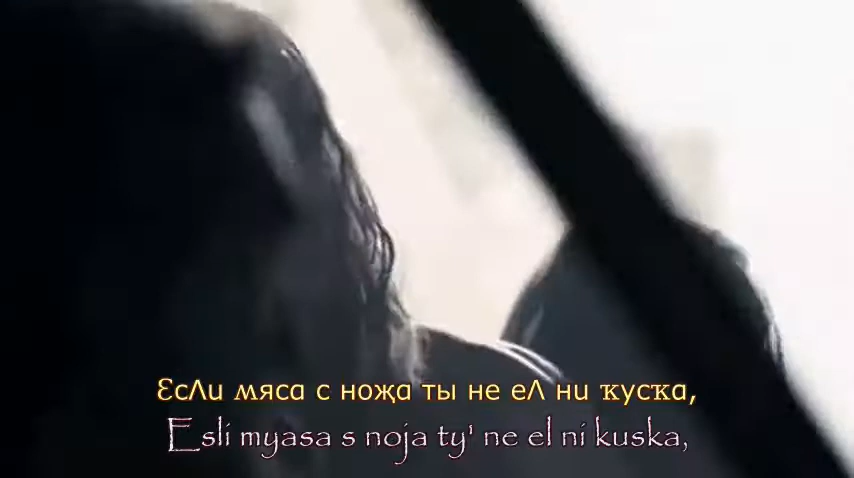 Если мяса с ножа ты не ел ни куска,
Esli myasa s noja ty' ne el ni kuska,